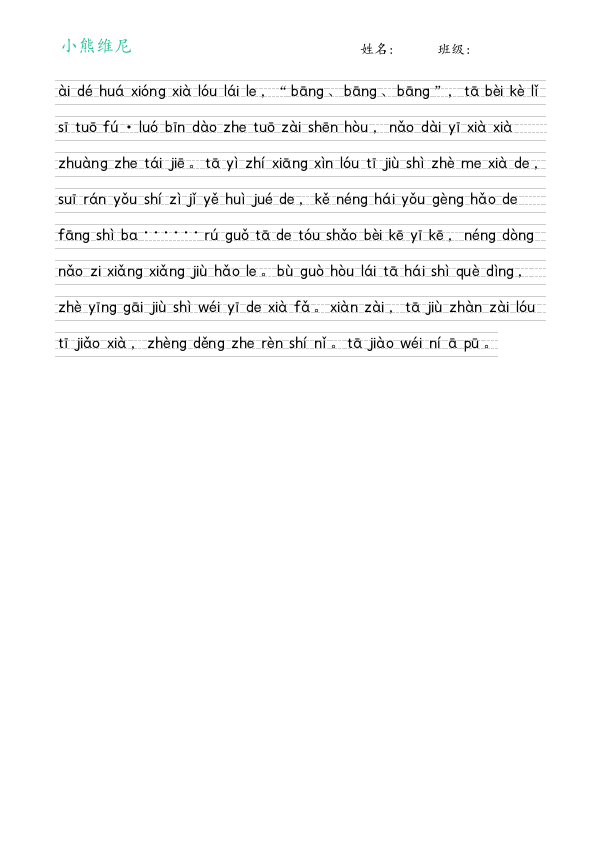 小熊维尼 姓名： 班级：
ài dé huá xióng xià lóu lái le，“bāng、bāng、bāng”，tā bèi kè lǐ
sī tuō fú·luó bīn dào zhe tuō zài shēn hòu，nǎo dài yī xià xià
zhuàng zhe tái jiē。tā yì zhí xiāng xìn lóu tī jiù shì zhè me xià de，
suī rán yǒu shí zì jǐ yě huì jué de，kě néng hái yǒu gèng hǎo de
fāng shì ba······rú guǒ tā de tóu shǎo bèi kē yī kē，néng dòng
nǎo zi xiǎng xiǎng jiù hǎo le。bù guò hòu lái tā hái shì què dìng，
zhè yīng gāi jiù shì wéi yī de xià fǎ。xiàn zài，tā jiù zhàn zài lóu
tī jiǎo xià，zhèng děng zhe rèn shí nǐ。tā jiào wéi ní ā pū。